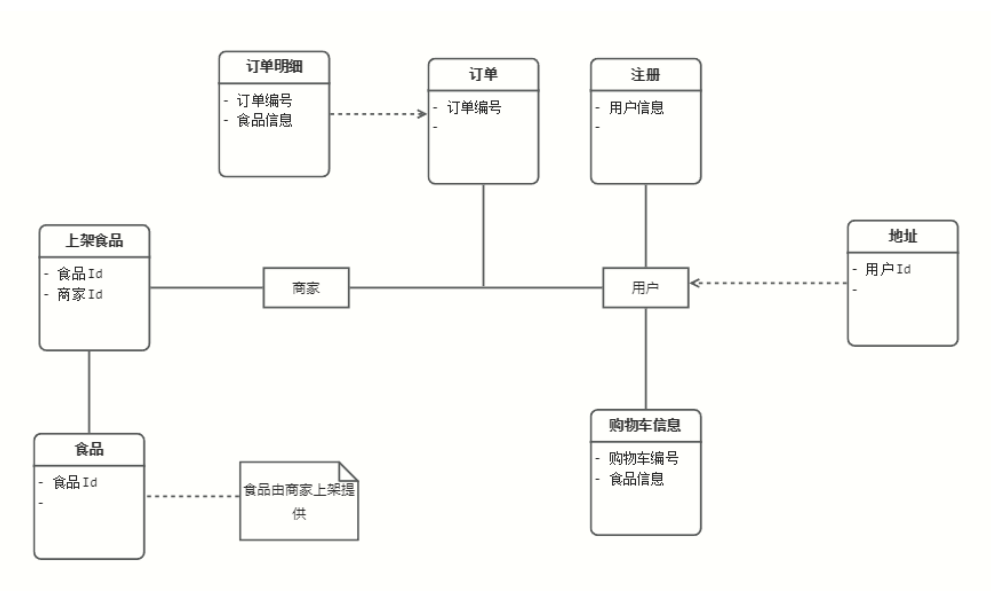 订单明细
- 订单编号
- 食品信息
订单
- 订单编号
-
注册
- 用户信息
-
上架食品
- 食品Id
- 商家Id
商家
用户
地址
- 用户Id
-
食品
- 食品Id
-
食品由商家上架提
供
购物车信息
- 购物车编号
- 食品信息